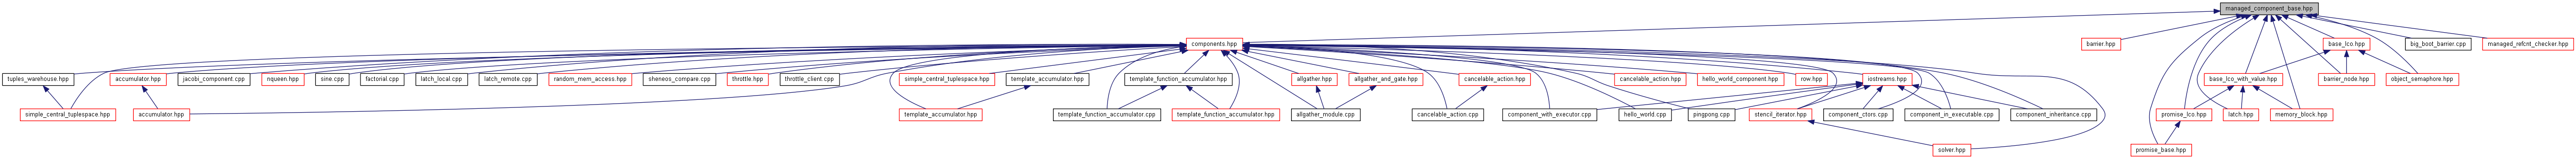 managed_component_base.hpp
components.hpp
barrier.hpp
base_lco.hpp
big_boot_barrier.cpp
managed_refcnt_checker.hpp
tuples_warehouse.hpp
accumulator.hpp
jacobi_component.cpp
nqueen.hpp
sine.cpp
factorial.cpp
latch_local.cpp
latch_remote.cpp
random_mem_access.hpp
sheneos_compare.cpp
throttle.hpp
throttle_client.cpp
simple_central_tuplespace.hpp
template_accumulator.hpp
template_function_accumulator.hpp
allgather.hpp
allgather_and_gate.hpp
cancelable_action.hpp
cancelable_action.hpp
hello_world_component.hpp
row.hpp
iostreams.hpp
base_lco_with_value.hpp
barrier_node.hpp
object_semaphore.hpp
simple_central_tuplespace.hpp
accumulator.hpp
template_accumulator.hpp
template_function_accumulator.cpp
template_function_accumulator.hpp
allgather_module.cpp
cancelable_action.cpp
component_with_executor.cpp
hello_world.cpp
pingpong.cpp
stencil_iterator.hpp
component_ctors.cpp
component_in_executable.cpp
component_inheritance.cpp
promise_lco.hpp
latch.hpp
memory_block.hpp
solver.hpp
promise_base.hpp